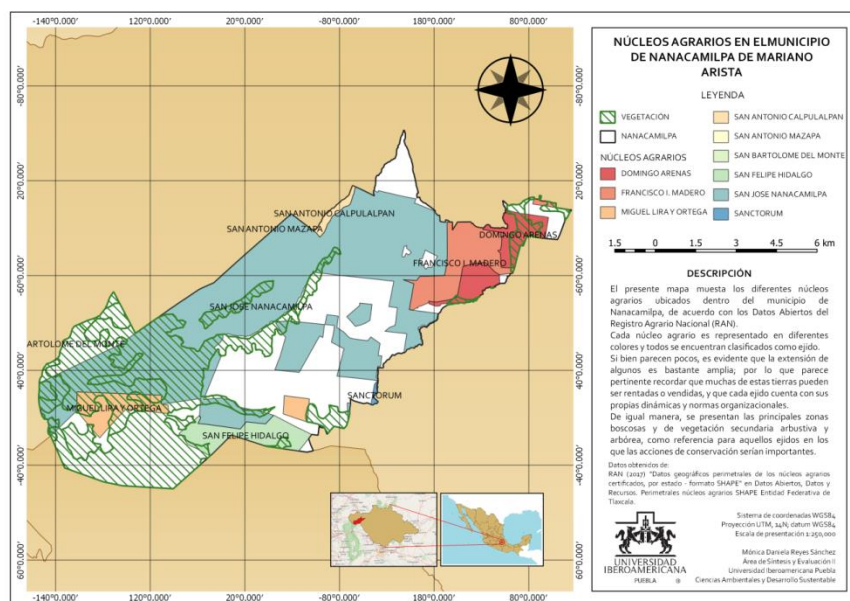 -140°0.000'
120°0.000'
20°0.000'
-80°0.000'
180°0.000'
80°0.000'
-80°0.000'
20°0.000'
-60°0.000'
40°0.000'
-40°0.000'
60°0.000'
-80°0.000'
20°0.000'
-60°0.000'
40°0.000'
-40°0.000'
60°0.000'
SAN ANTONIO CALPULALPAN
SAN ANTONIO MAZAPA
DOMINGO ARENAS
FRANCISCO I. MADERO
SAN JOSE NANACAMILPA
ARTOLOME DEL MONTE
SANCTORUM
MIGUEL LIRA Y ORTEGA
SAN FELIPE HIDALGO
-140°0.000'
120°0.000'
20°0.000'
-80°0.000'
180°0.000'
80°0.000'
NÚCLEOS AGRARIOS EN ELMUNICIPIO
DE NANACAMILPA DE MARIANO
ARISTA
LEYENDA
VEGETACIÓN
NANACAMILPA
NÚCLEOS AGRARIOS
DOMINGO ARENAS
FRANCISCO I. MADERO
MIGUEL LIRA Y ORTEGA
SAN ANTONIO CALPULALPAN
SAN ANTONIO MAZAPA
SAN BARTOLOME DEL MONTE
SAN FELIPE HIDALGO
SAN JOSE NANACAMILPA
SANCTORUM
1.5 0 1.5 3 4.5 6 km
DESCRIPCIÓN
El presente mapa muesta los diferentes núcleos
agrarios ubicados dentro del municipio de
Nanacamilpa, de acuerdo con los Datos Abiertos del
Registro Agrario Nacional (RAN).
Cada núcleo agrario es representado en diferentes
colores y todos se encuentran clasificados como ejido.
Si bien parecen pocos, es evidente que la extensión de
algunos es bastante amplia; por lo que parece
pertinente recordar que muchas de estas tierras pueden
ser rentadas o vendidas, y que cada ejido cuenta con sus
propias dinámicas y normas organizacionales.
De igual manera, se presentan las principales zonas
boscosas y de vegetación secundaria arbustiva y
arbórea, como referencia para aquellos ejidos en los
que las acciones de conservación serían importantes.
Datos obtenidos de:
RAN (2017) "Datos geográficos perimetrales de los núcleos agrarios
certificados, por estado - formato SHAPE" en Datos Abiertos, Datos y
Recursos. Perimetrales núcleos agrarios SHAPE Entidad Federativa de
Tlaxcala.
Sistema de coordenadas WGS84
Proyección UTM, 14N; datum WGS84
Escala de presentación 1:250,000
UNIVERSIDAD
IBEROAMERICANA
PUEBLA ®
Mónica Daniela Reyes Sánchez
Área de Síntesis y Evaluación II
Universidad Iberoamericana Puebla
Ciencias Ambientales y Desarrollo Sustentable